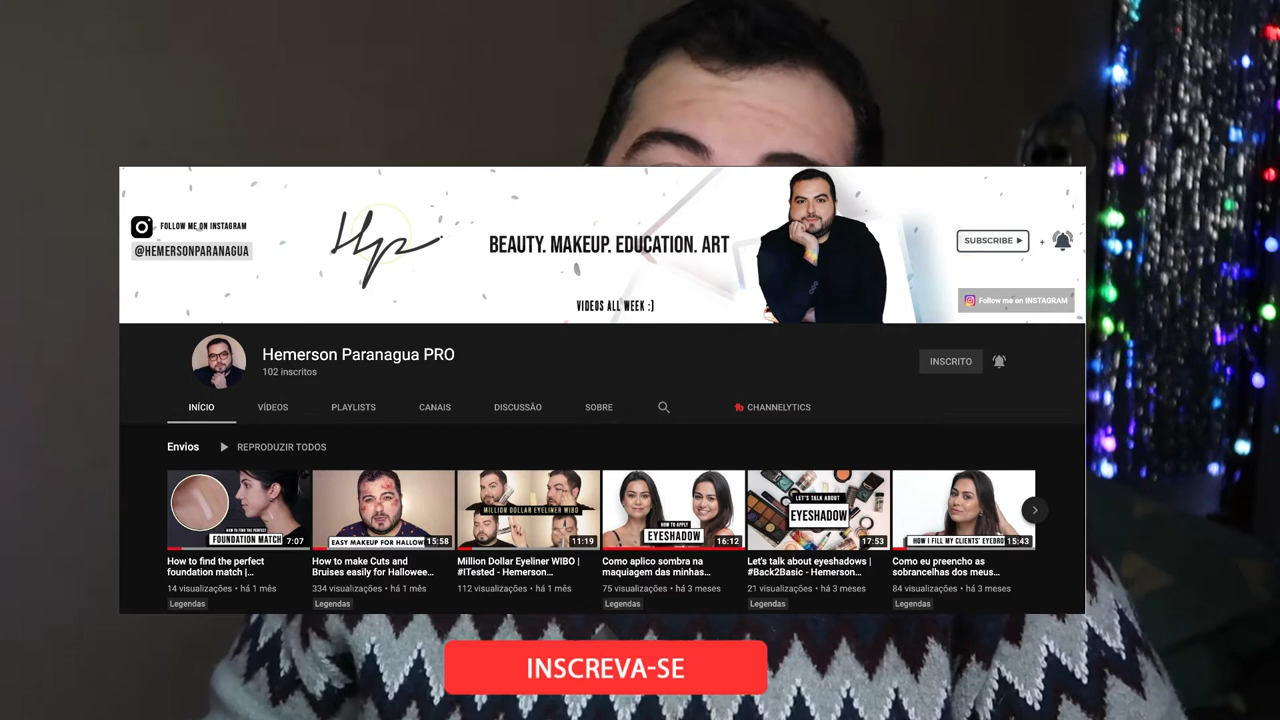 FOLLOW ME ON INSTAGRAM
@HEMERSONPARANAGUA
Hp
BEAUTY. MAKEUP. EDUCATION. ART
VIDEOS ALL WEEK :)
SUBSCRIBE
+
Follow me on INSTAGRAM
Hemerson Paranagua PRO
102 inscritos
INSCRITO
INÍCIO VÍDEOS PLAYLISTS CANAIS DISCUSSÃO SOBRE CHANNELYTICS
Envios REPRODUZIR TODOS
HOW TO FIND THE PERFECT
FOUNDATION MATCH
7:07
How to find the perfect
foundation match |...
14 visualizações • há 1 mês
Legendas
EASY MAKEUP FOR HALLOW
15:58
How to make Cuts and
Bruises easily for Hallowee...
334 visualizações • há 1 mês
Legendas
MILLION DOLLAR EYELINER WIBO
11:19
Million Dollar Eyeliner WIBO |
#ITested - Hemerson...
112 visualizações • há 1 mês
HOW TO APPLY
EYESHADOW
16:12
Como aplico sombra na
maquiagem das minhas...
75 visualizações • há 3 meses
Legendas
LET'S TALK ABOUT
EYESHADOW
17:53
Let's talk about eyeshadows |
#Back2Basic - Hemerson...
21 visualizações • há 3 meses
Legendas
HOW I FILL MY CLIENTS' EYEBRO
15:43
Como eu preencho as
sobrancelhas dos meus...
84 visualizações • há 3 meses
Legendas
INSCREVA-SE